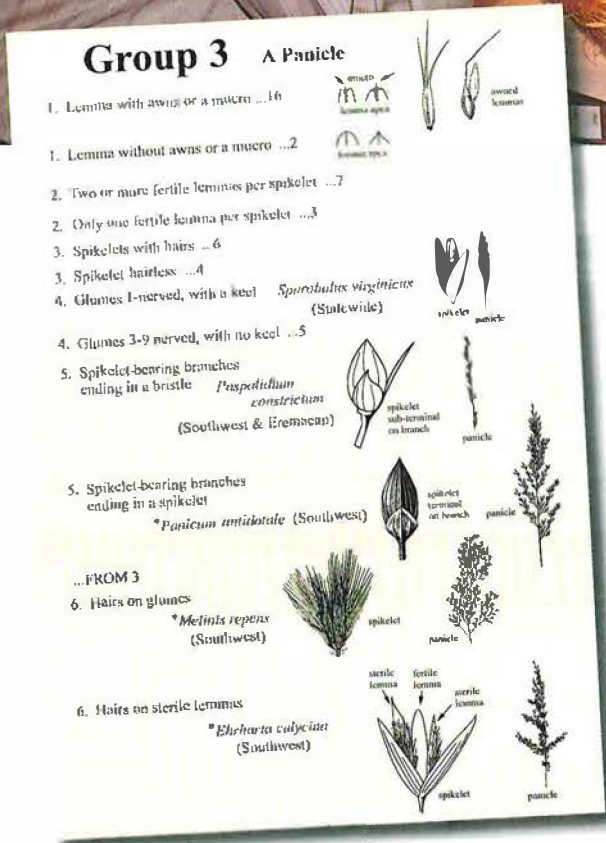 Group 3 A Panicle
1. Lemma with awns or a mucro ...16
mucro
lemma apex
awned
lemmas
1. Lemma without awns or a mucro ...2
lemma apex
2. Two or more fertile lemmas per spikelet ...7
2. Only one fertile lemma per spikelet ...3
3. Spikelets with hairs ...6
3. Spikelet hairless ...4
4. Glumes 1-nerved, with a keel Sporobolus virginicus
(Statewide)
spikelet
panicle
4. Glumes 3-9 nerved, with no keel ...5
5. Spikelet-bearing branches
ending in a bristle Paspalidium
constrictum
(Southwest & Eremaean)
spikelet
sub-terminal
on branch
panicle
5. Spikelet-bearing branches
ending in a spikelet
*Panicum antidotale (Southwest)
spikelet
terminal
on branch
panicle
...FROM 3
6. Hairs on glumes
*Melinis repens
(Southwest)
spikelet
panicle
6. Hairs on sterile lemmas
*Ehrharta calycina
(Southwest)
sterile
lemma
fertile
lemma
sterile
lemma
spikelet
panicle